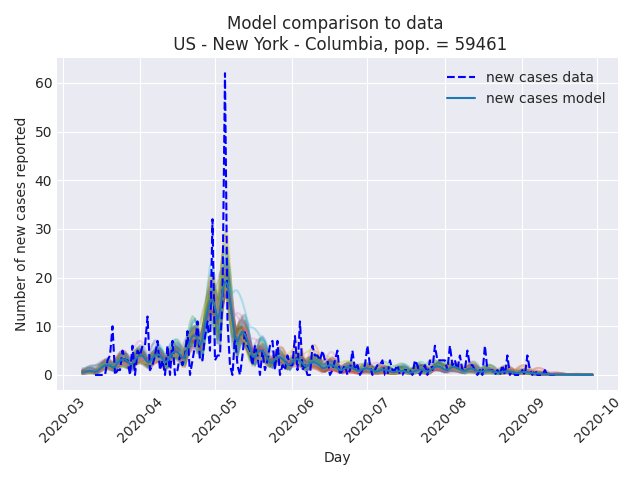 Model comparison to data
US - New York - Columbia, pop. = 59461
new cases data
new cases model
Number of new cases reported
60
50
40
30
20
10
0
2020-03
2020-04
2020-05
2020-06
2020-07
2020-08
2020-09
2020-10
Day